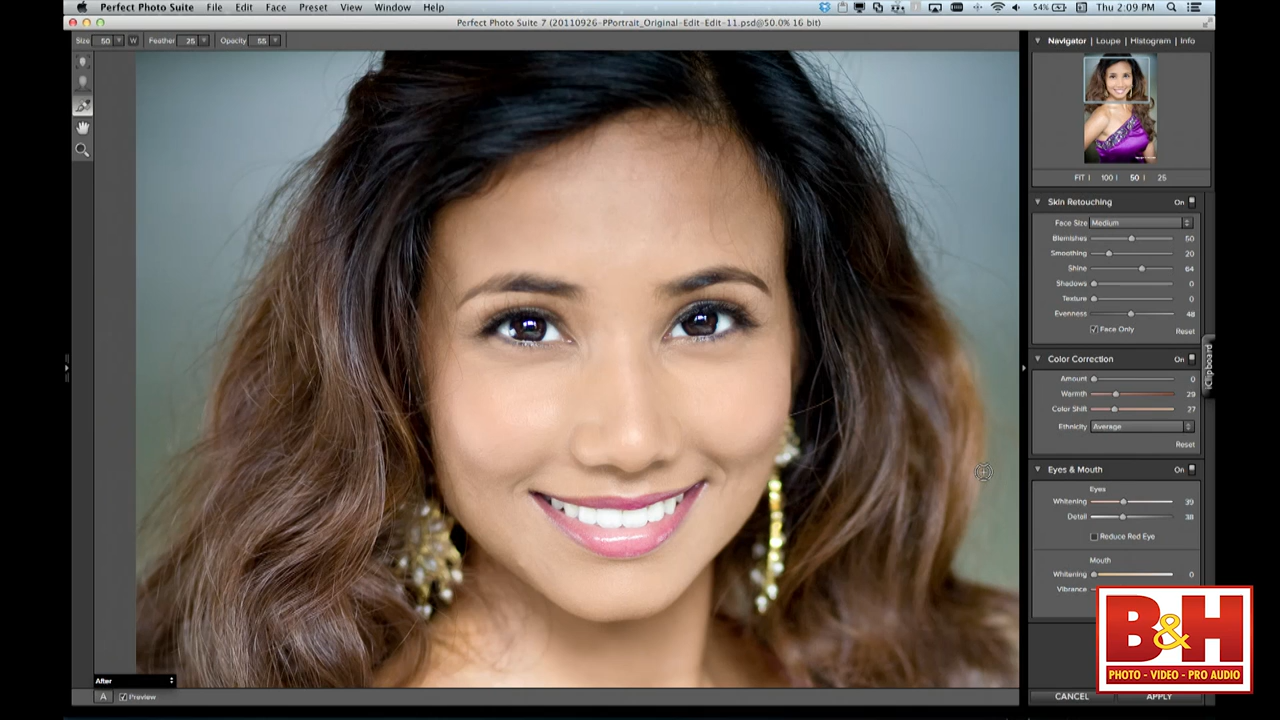 Perfect Photo Suite File Edit Face Preset View Window Help 54% Thu 2:09 PM
Perfect Photo Suite 7 (20110926-PPortrait_Original-Edit-Edit-11.psd@50.0% 16 bit)
Size 50 W Feather 25 Opacity 55
Navigator | Loupe | Histogram | Info
FIT | 100 | 50 | 25
Skin Retouching On
Face Size Medium
Blemishes 50
Smoothing 20
Shine 64
Shadows 0
Texture 0
Evenness 48
Face Only Reset
iClipboard
Color Correction On
Amount 0
Warmth 29
Color Shift 27
Ethnicity Average
Reset
Eyes & Mouth On
Eyes
Whitening 39
Detail 38
Reduce Red Eye
Mouth
Whitening 0
Vibrance
B&H
PHOTO - VIDEO - PRO AUDIO
After
A Preview
CANCEL APPLY